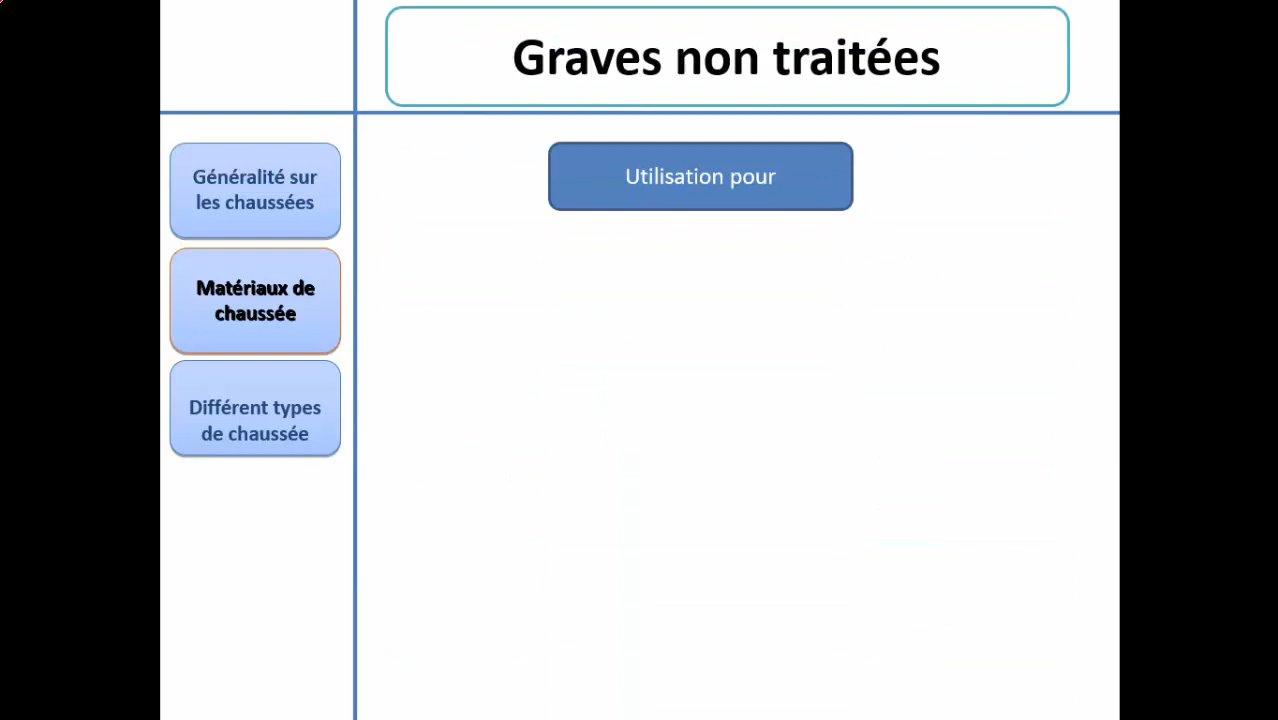 Graves non traitées
Généralité sur
les chaussées
Matériaux de
chaussée
Différent types
de chaussée
Utilisation pour